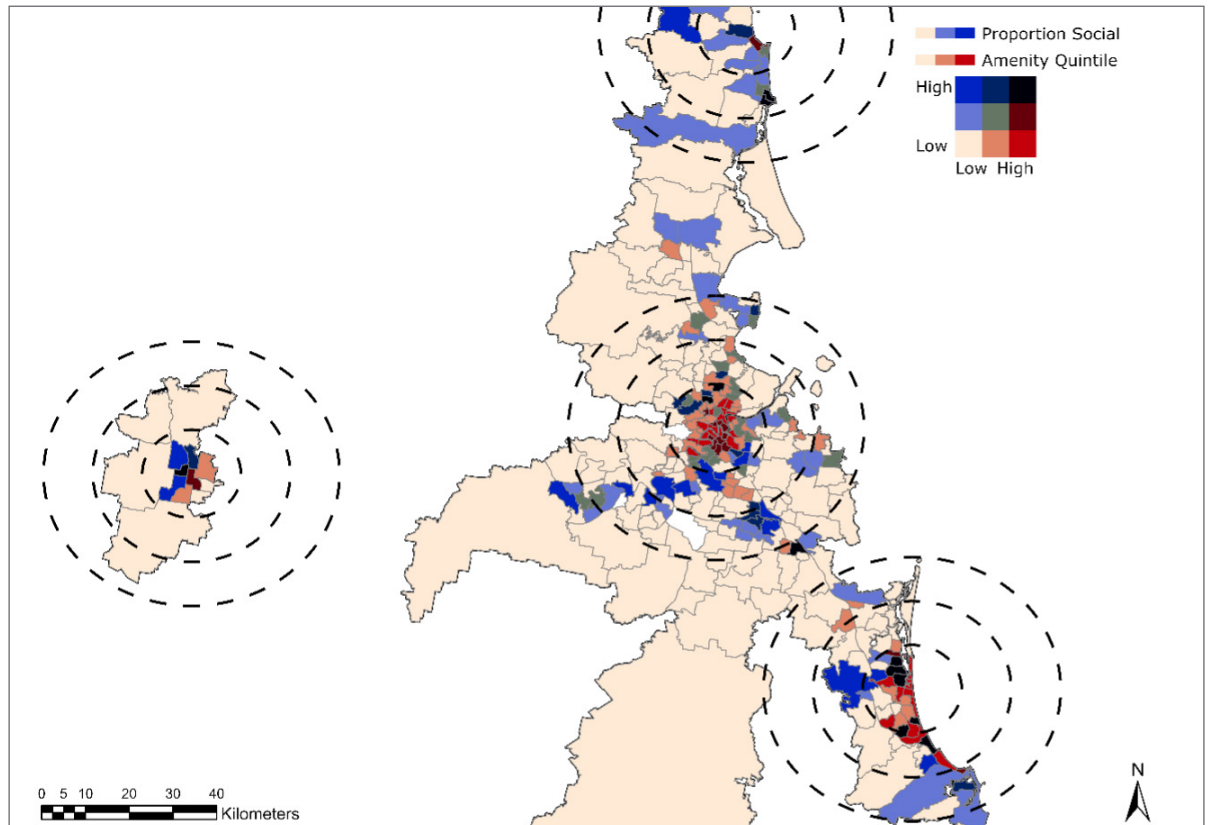 Proportion Social
Amenity Quintile
High
Low
Low High
N
0 5 10 20 30 40
Kilometers